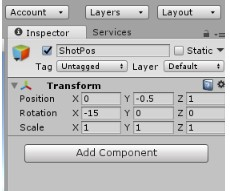 Account Layers Layout
Inspector Services
ShotPos Static
Tag Untagged Layer Default
Transform
Position X 0 Y -0.5 Z 1
Rotation X -15 Y 0 Z 0
Scale X 1 Y 1 Z 1
Add Component